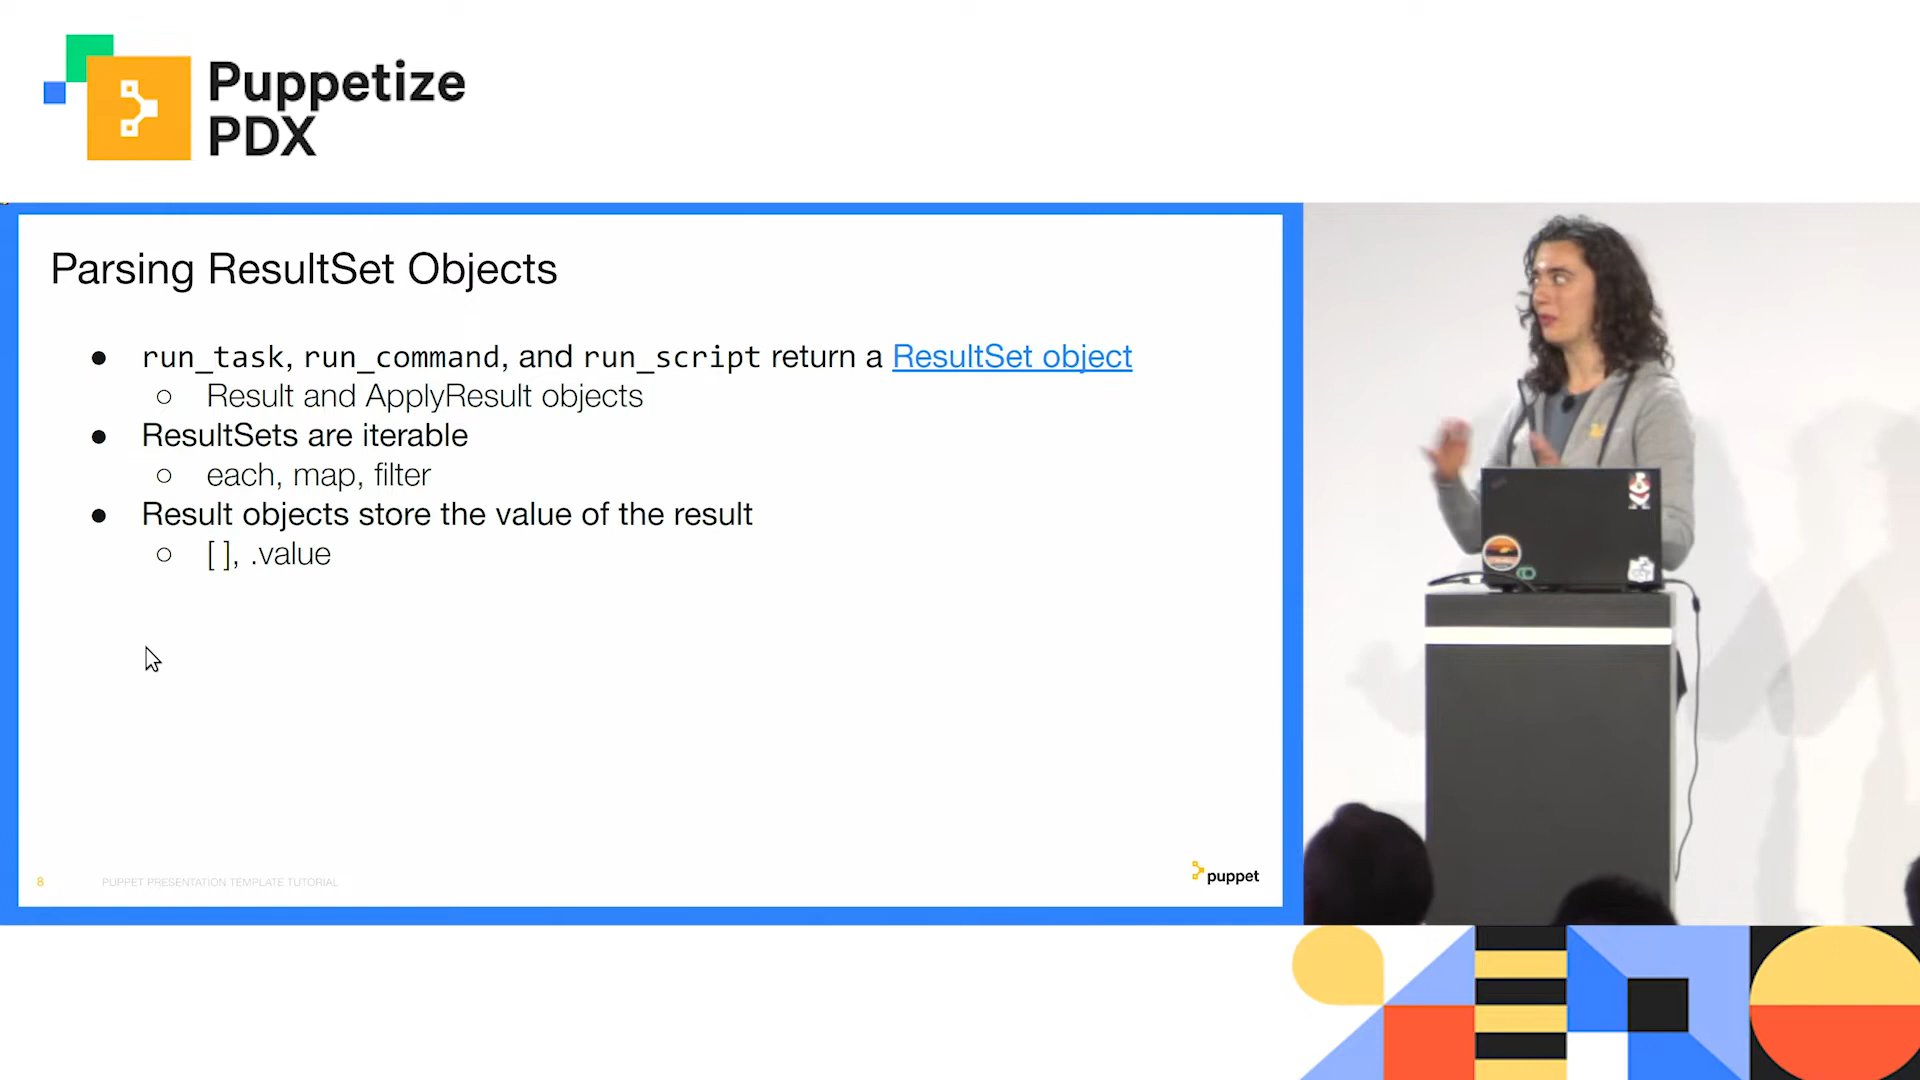 Puppetize
PDX
Parsing ResultSet Objects
● run_task, run_command, and run_script return a ResultSet object
○ Result and ApplyResult objects
● ResultSets are iterable
○ each, map, filter
● Result objects store the value of the result
○ [ ], .value
8 PUPPET PRESENTATION TEMPLATE TUTORIAL
puppet